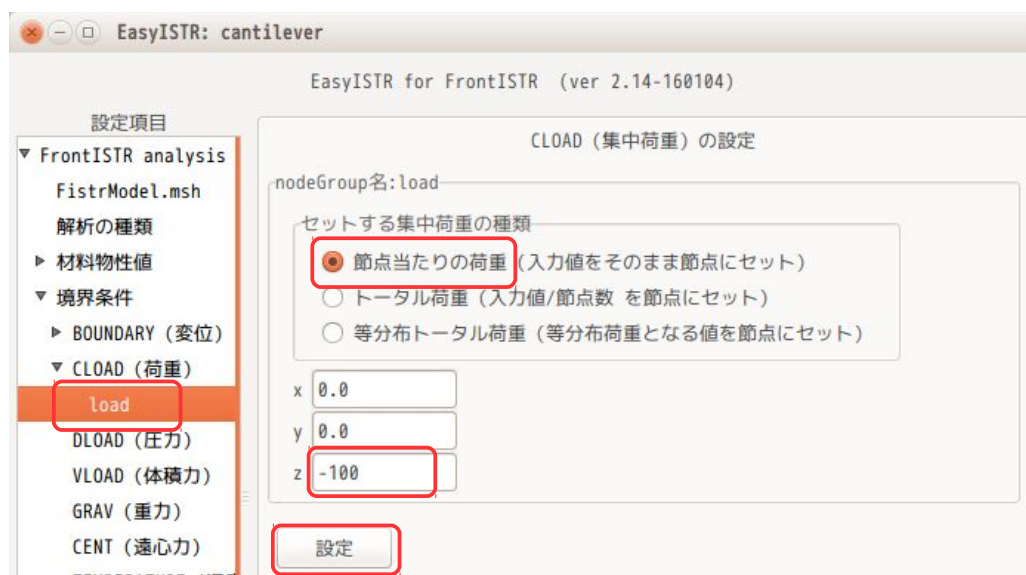 EasyISTR: cantilever
EasyISTR for FrontISTR (ver 2.14-160104)
設定項目
FrontISTR analysis
FistrModel.msh
解析の種類
材料物性値
境界条件
BOUNDARY (変位)
CLOAD (荷重)
load
DLOAD (圧力)
VLOAD (体積力)
GRAV (重力)
CENT (遠心力)
CLOAD (集中荷重) の設定
nodeGroup名:load
セットする集中荷重の種類
節点当たりの荷重 (入力値をそのまま節点にセット)
トータル荷重 (入力値/節点数 を節点にセット)
等分布トータル荷重 (等分布荷重となる値を節点にセット)
x 0.0
y 0.0
z -100
設定